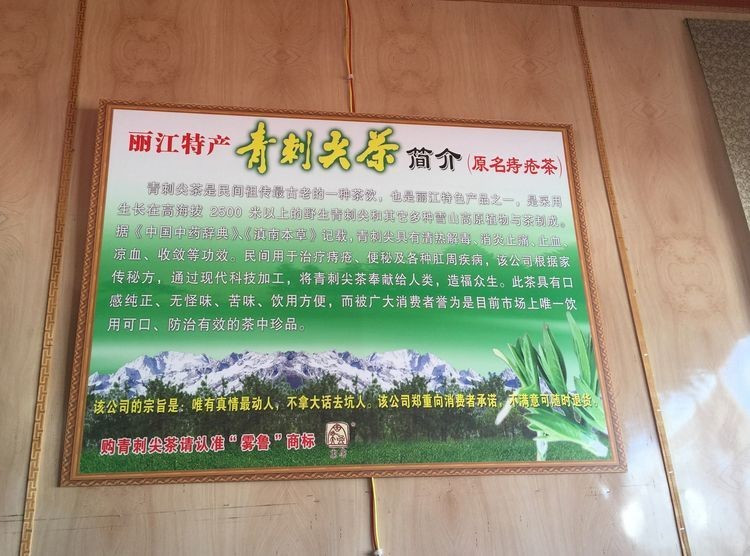 丽江特产 青刺尖茶 简介(原名痔疮茶)
青刺尖茶是民间祖传最古老的一种茶饮，也是丽江特色产品之一，是采用
生长在高海拔 2500 米以上的野生青刺尖和其它多种雪山高原植物与茶制成。
据《中国中药辞典》、《滇南本草》记载，青刺尖具有清热解毒、消炎止痛、止血、
凉血、收敛等功效。民间用于治疗痔疮、便秘及各种肛周疾病，该公司根据家
传秘方，通过现代科技加工，将青刺尖茶奉献给人类，造福众生。此茶具有口
感纯正、无怪味、苦味、饮用方便，而被广大消费者誉为是目前市场上唯一饮
用可口、防治有效的茶中珍品。
该公司的宗旨是：唯有真情最动人，不拿大话去坑人。该公司郑重向消费者承诺，不满意可随时退货。
购青刺尖茶请认准“雾鲁”商标